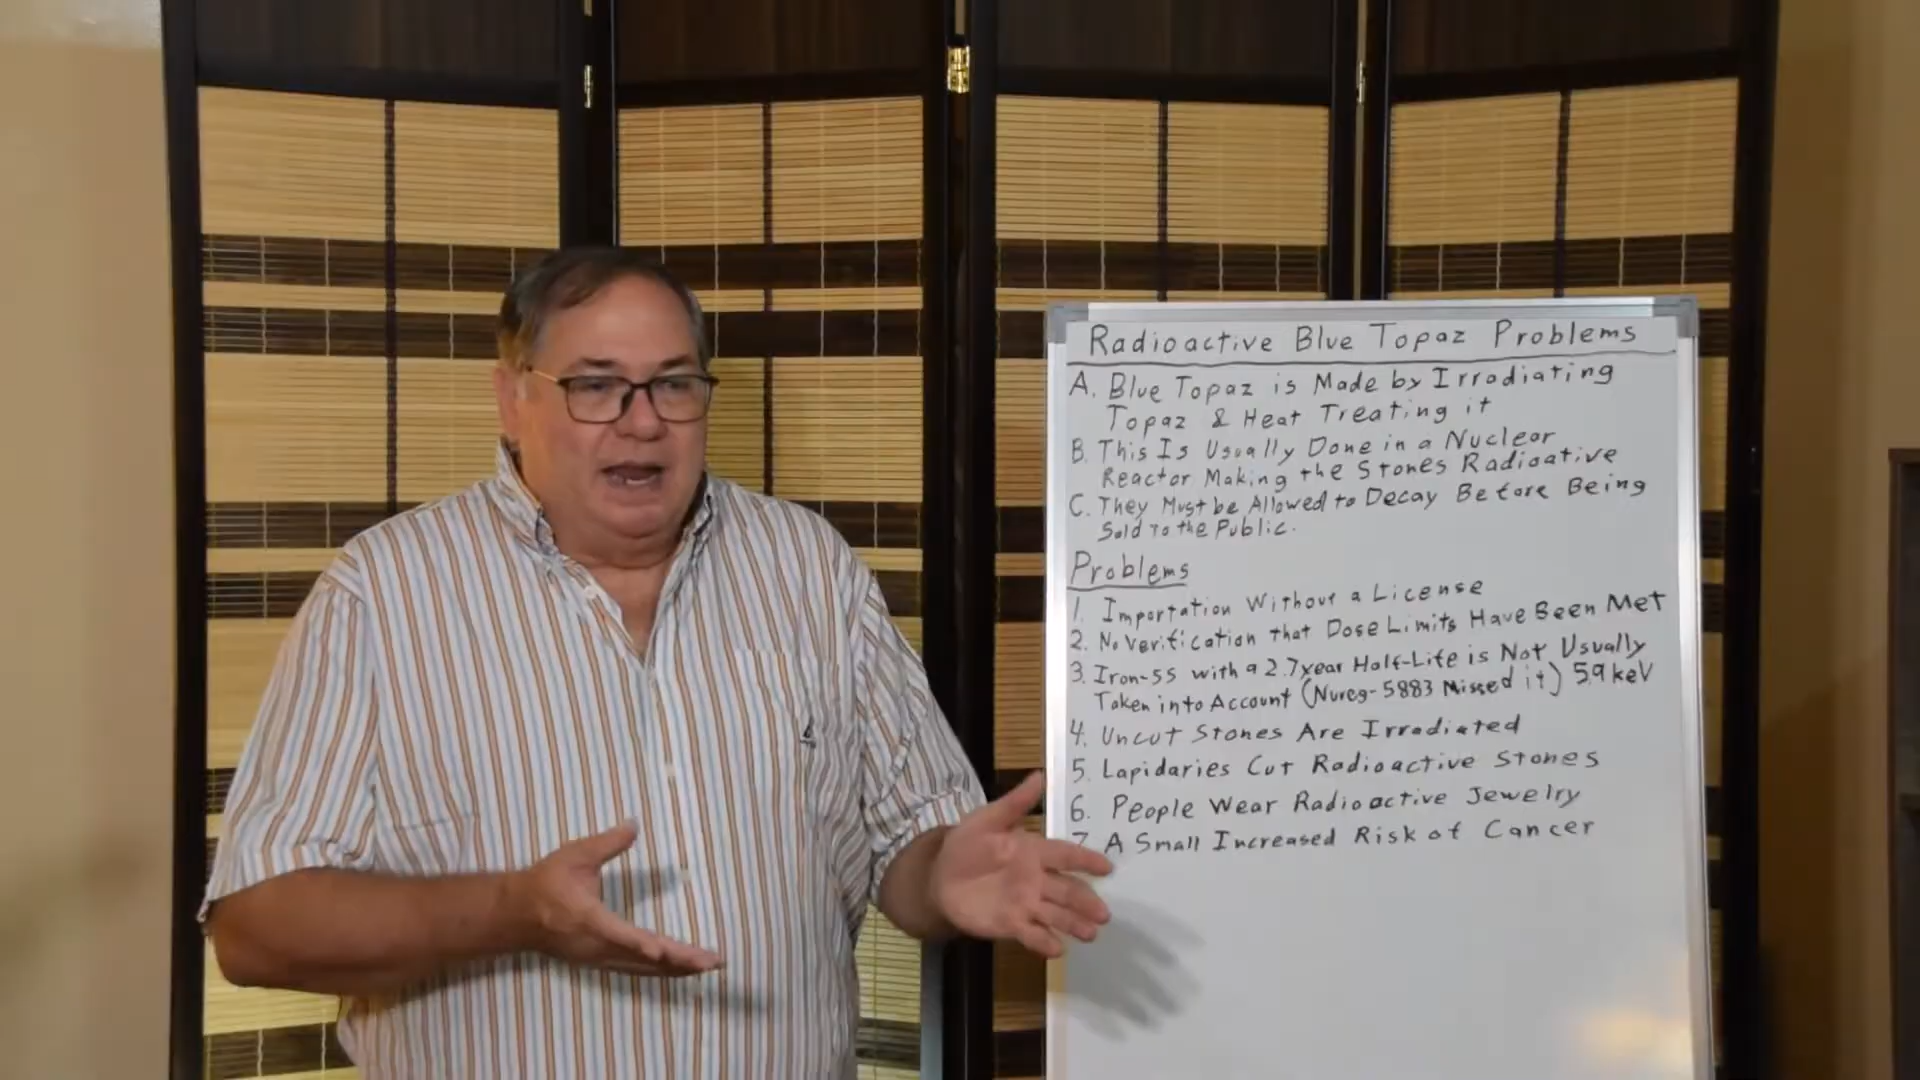 Radioactive Blue Topaz Problems
A. Blue Topaz is Made by Irradiating
Topaz & Heat Treating it
B. This Is Usually Done in a Nuclear
Reactor Making the Stones Radioative
C. They Must be Allowed to Decay Before Being
Sold To the Public.
Problems
1. Importation Without a License
2. No Verification that Dose Limits Have Been Met
3. Iron-55 with a 2.7 year Half-Life is Not Usually
Taken into Account (Nureg-5883 Missed it) 5.9 keV
4. Uncut Stones Are Irradiated
5. Lapidaries Cut Radioactive Stones
6. People Wear Radioactive Jewelry
7 A Small Increased Risk of Cancer